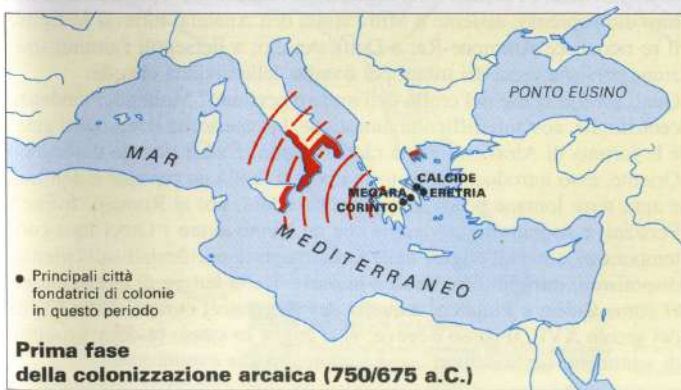 PONTO EUSINO
MAR
CALCIDE
MEGARA ERETRIA
CORINTO
MEDITERRANEO
● Principali città
fondatrici di colonie
in questo periodo
Prima fase
della colonizzazione arcaica (750/675 a.C.)